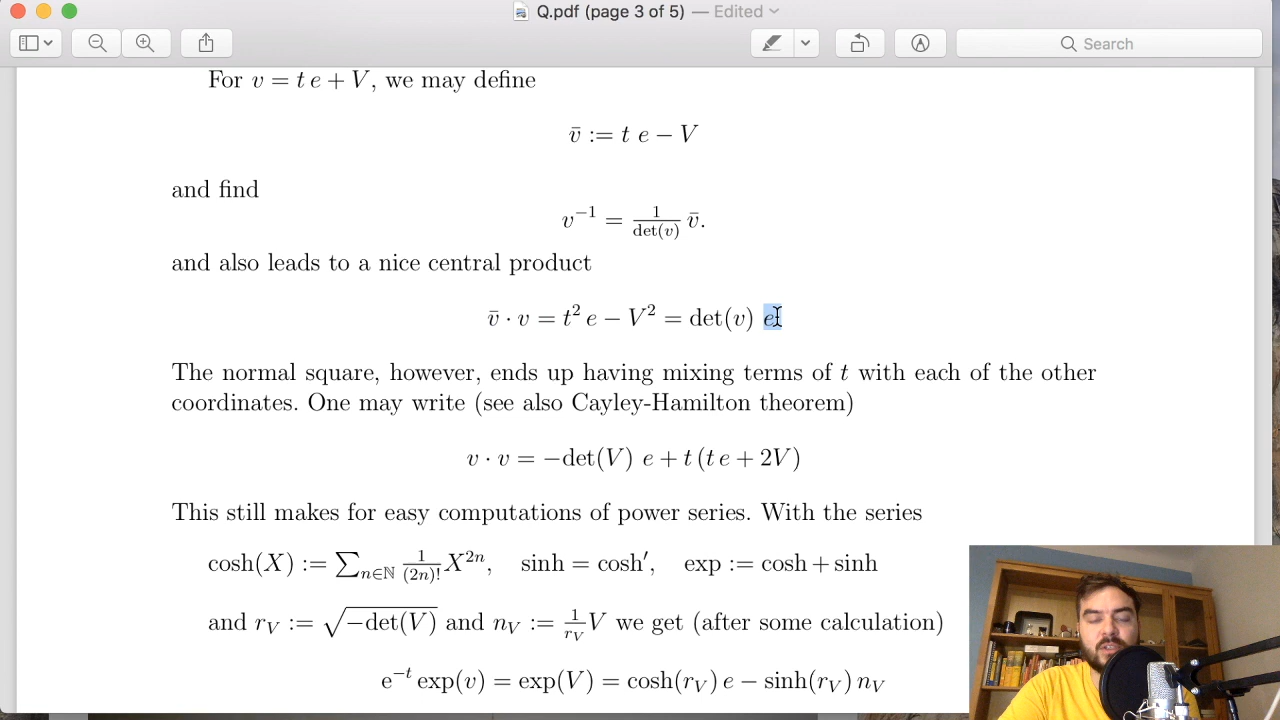 Q.pdf (page 3 of 5) — Edited
Search
For v = t e + V, we may define
v̄ := t e − V
and find
v⁻¹ = 1/det(v) v̄.
and also leads to a nice central product
v̄ · v = t² e − V² = det(v) e
The normal square, however, ends up having mixing terms of t with each of the other
coordinates. One may write (see also Cayley-Hamilton theorem)
v · v = −det(V) e + t (t e + 2V)
This still makes for easy computations of power series. With the series
cosh(X) := ∑_{n∈ℕ} 1/(2n)! X²ⁿ, sinh = cosh′, exp := cosh + sinh
and r_V := √(−det(V)) and n_V := 1/r_V V we get (after some calculation)
e⁻ᵗ exp(v) = exp(V) = cosh(r_V) e − sinh(r_V) n_V